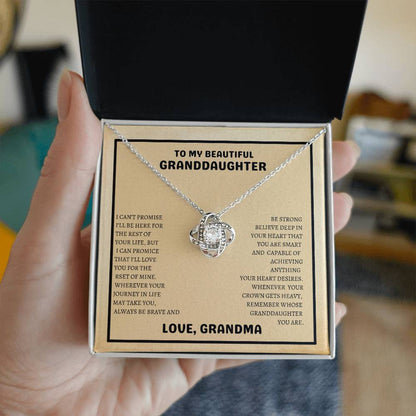 TO MY BEAUTIFUL
GRANDDAUGHTER
I CAN'T PROMISE
I'LL BE HERE FOR
THE REST OF
YOUR LIFE, BUT
I CAN PROMICE
THAT I'LL LOVE
YOU FOR THE
RSET OF MINE.
WHEREVER YOUR
JOURNEY IN LIFE
MAY TAKE YOU,
ALWAYS BE BRAVE AND
BE STRONG
BELIEVE DEEP IN
YOUR HEART THAT
YOU ARE SMART
AND CAPABLE OF
ACHIEVING
ANYTHING
YOUR HEART DESIRES.
WHENEVER YOUR
CROWN GETS HEAVY,
REMEMBER WHOSE
GRANDDAUGHTER
YOU ARE.
LOVE, GRANDMA